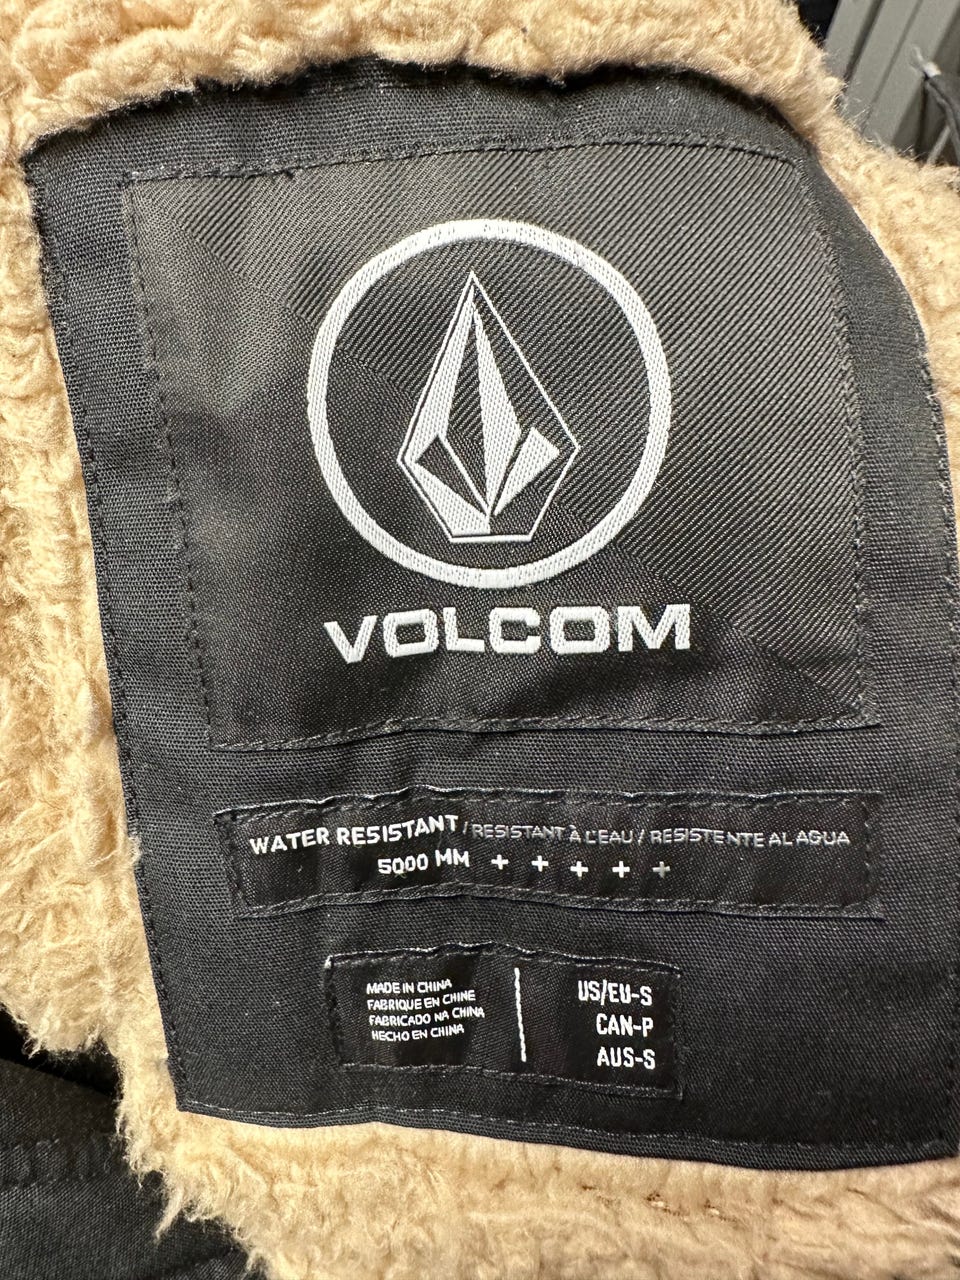 VOLCOM
WATER RESISTANT / RESISTANT À L'EAU / RESISTENTE AL AGUA
5000 MM + + + + +
MADE IN CHINA
FABRIQUE EN CHINE
FABRICADO NA CHINA
HECHO EN CHINA
US/EU-S
CAN-P
AUS-S